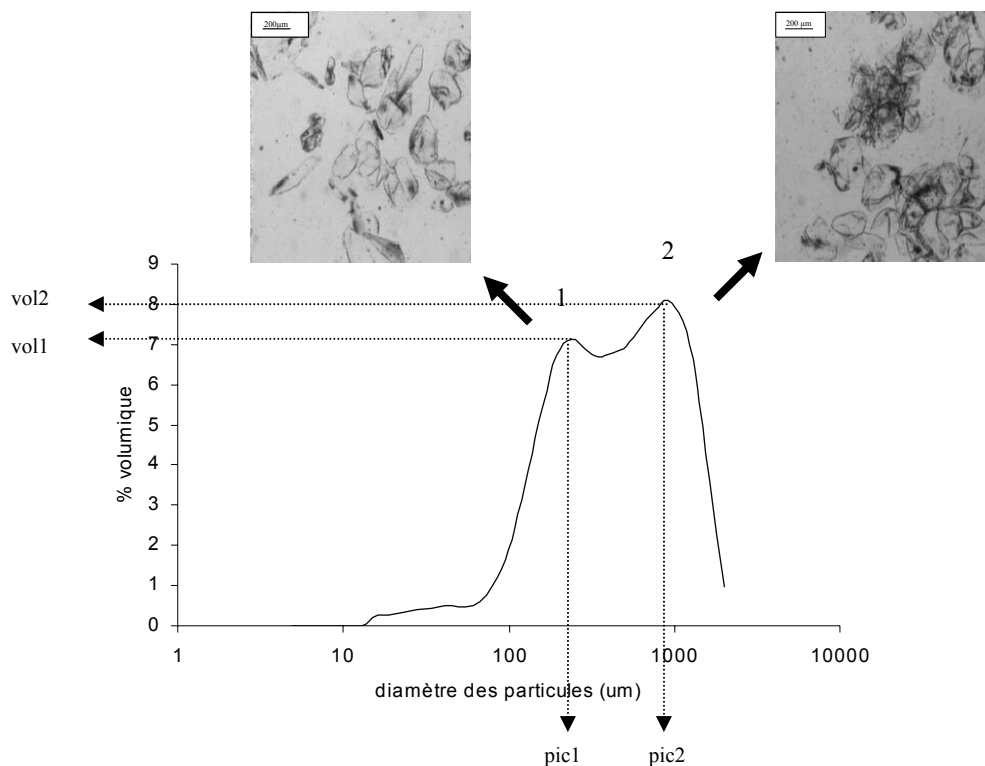 200µm
200 µm
2
1
vol2
vol1
% volumique
9
8
7
6
5
4
3
2
1
0
1 10 100 1000 10000
diamètre des particules (um)
pic1 pic2